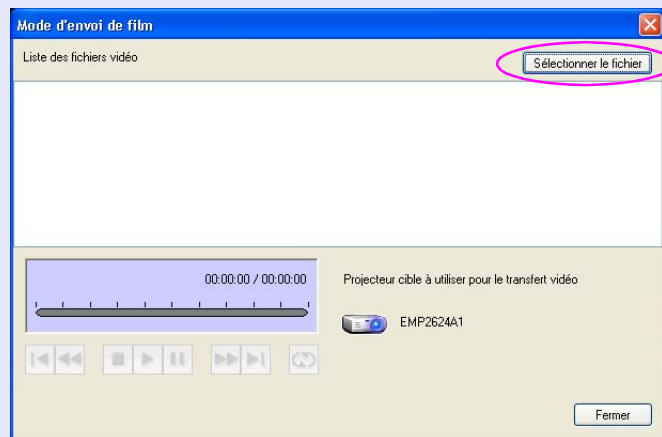 Mode d'envoi de film
Liste des fichiers vidéo
Sélectionner le fichier
00:00:00 / 00:00:00
Projecteur cible à utiliser pour le transfert vidéo
EMP2624A1
Fermer